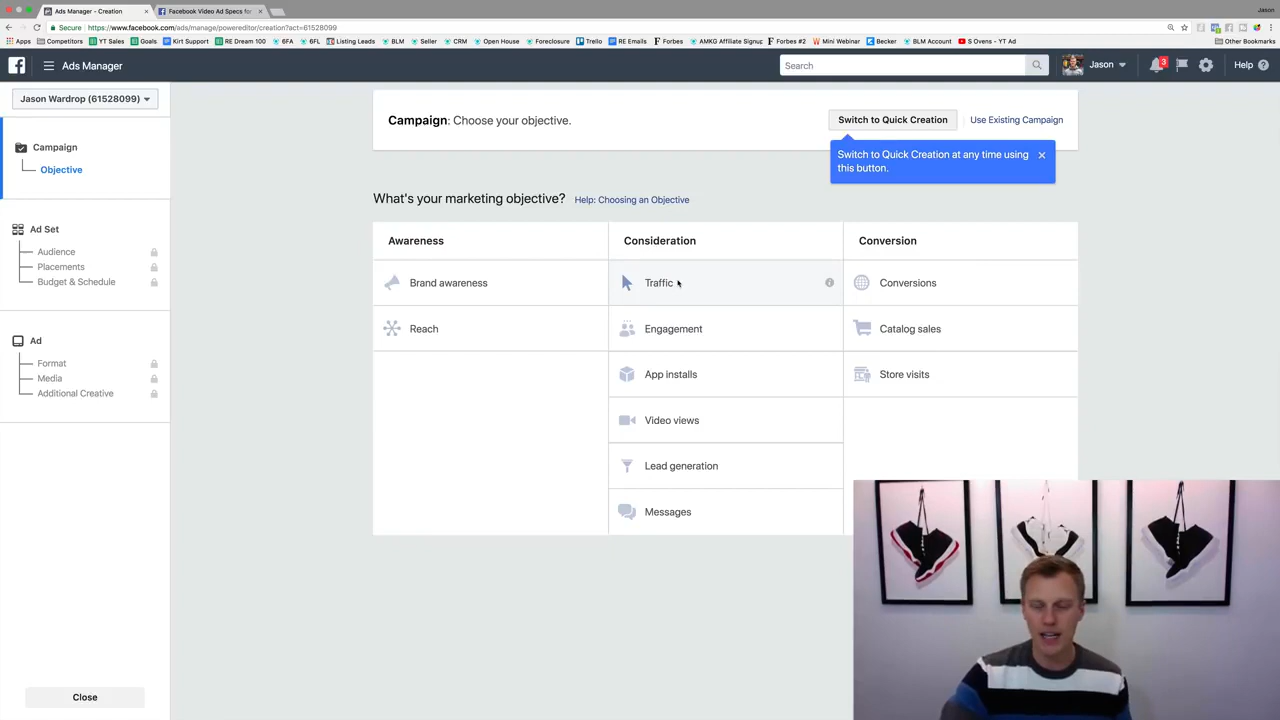 Jason
Ads Manager - Creation
Facebook Video Ad Specs for
Secure
https://www.facebook.com/ads/manage/powereditor/creation?act=61528099
Apps
Competitors
YT Sales
Goals
Kirt Support
RE Dream 100
6FA
6FL
Listing Leads
BLM
Seller
CRM
Open House
Foreclosure
Trello
RE Emails
Forbes
AMKG Affiliate Signup
Forbes #2
Mini Webinar
Becker
BLM Account
S Ovens - YT Ad
Other Bookmarks
Ads Manager
Search
Jason
3
Help
Jason Wardrop (61528099)
Campaign
Objective
Ad Set
Audience
Placements
Budget & Schedule
Ad
Format
Media
Additional Creative
Close
Campaign: Choose your objective.
Switch to Quick Creation
Use Existing Campaign
Switch to Quick Creation at any time using
this button.
What's your marketing objective?
Help: Choosing an Objective
Awareness
Brand awareness
Reach
Consideration
Traffic
Engagement
App installs
Video views
Lead generation
Messages
Conversion
Conversions
Catalog sales
Store visits